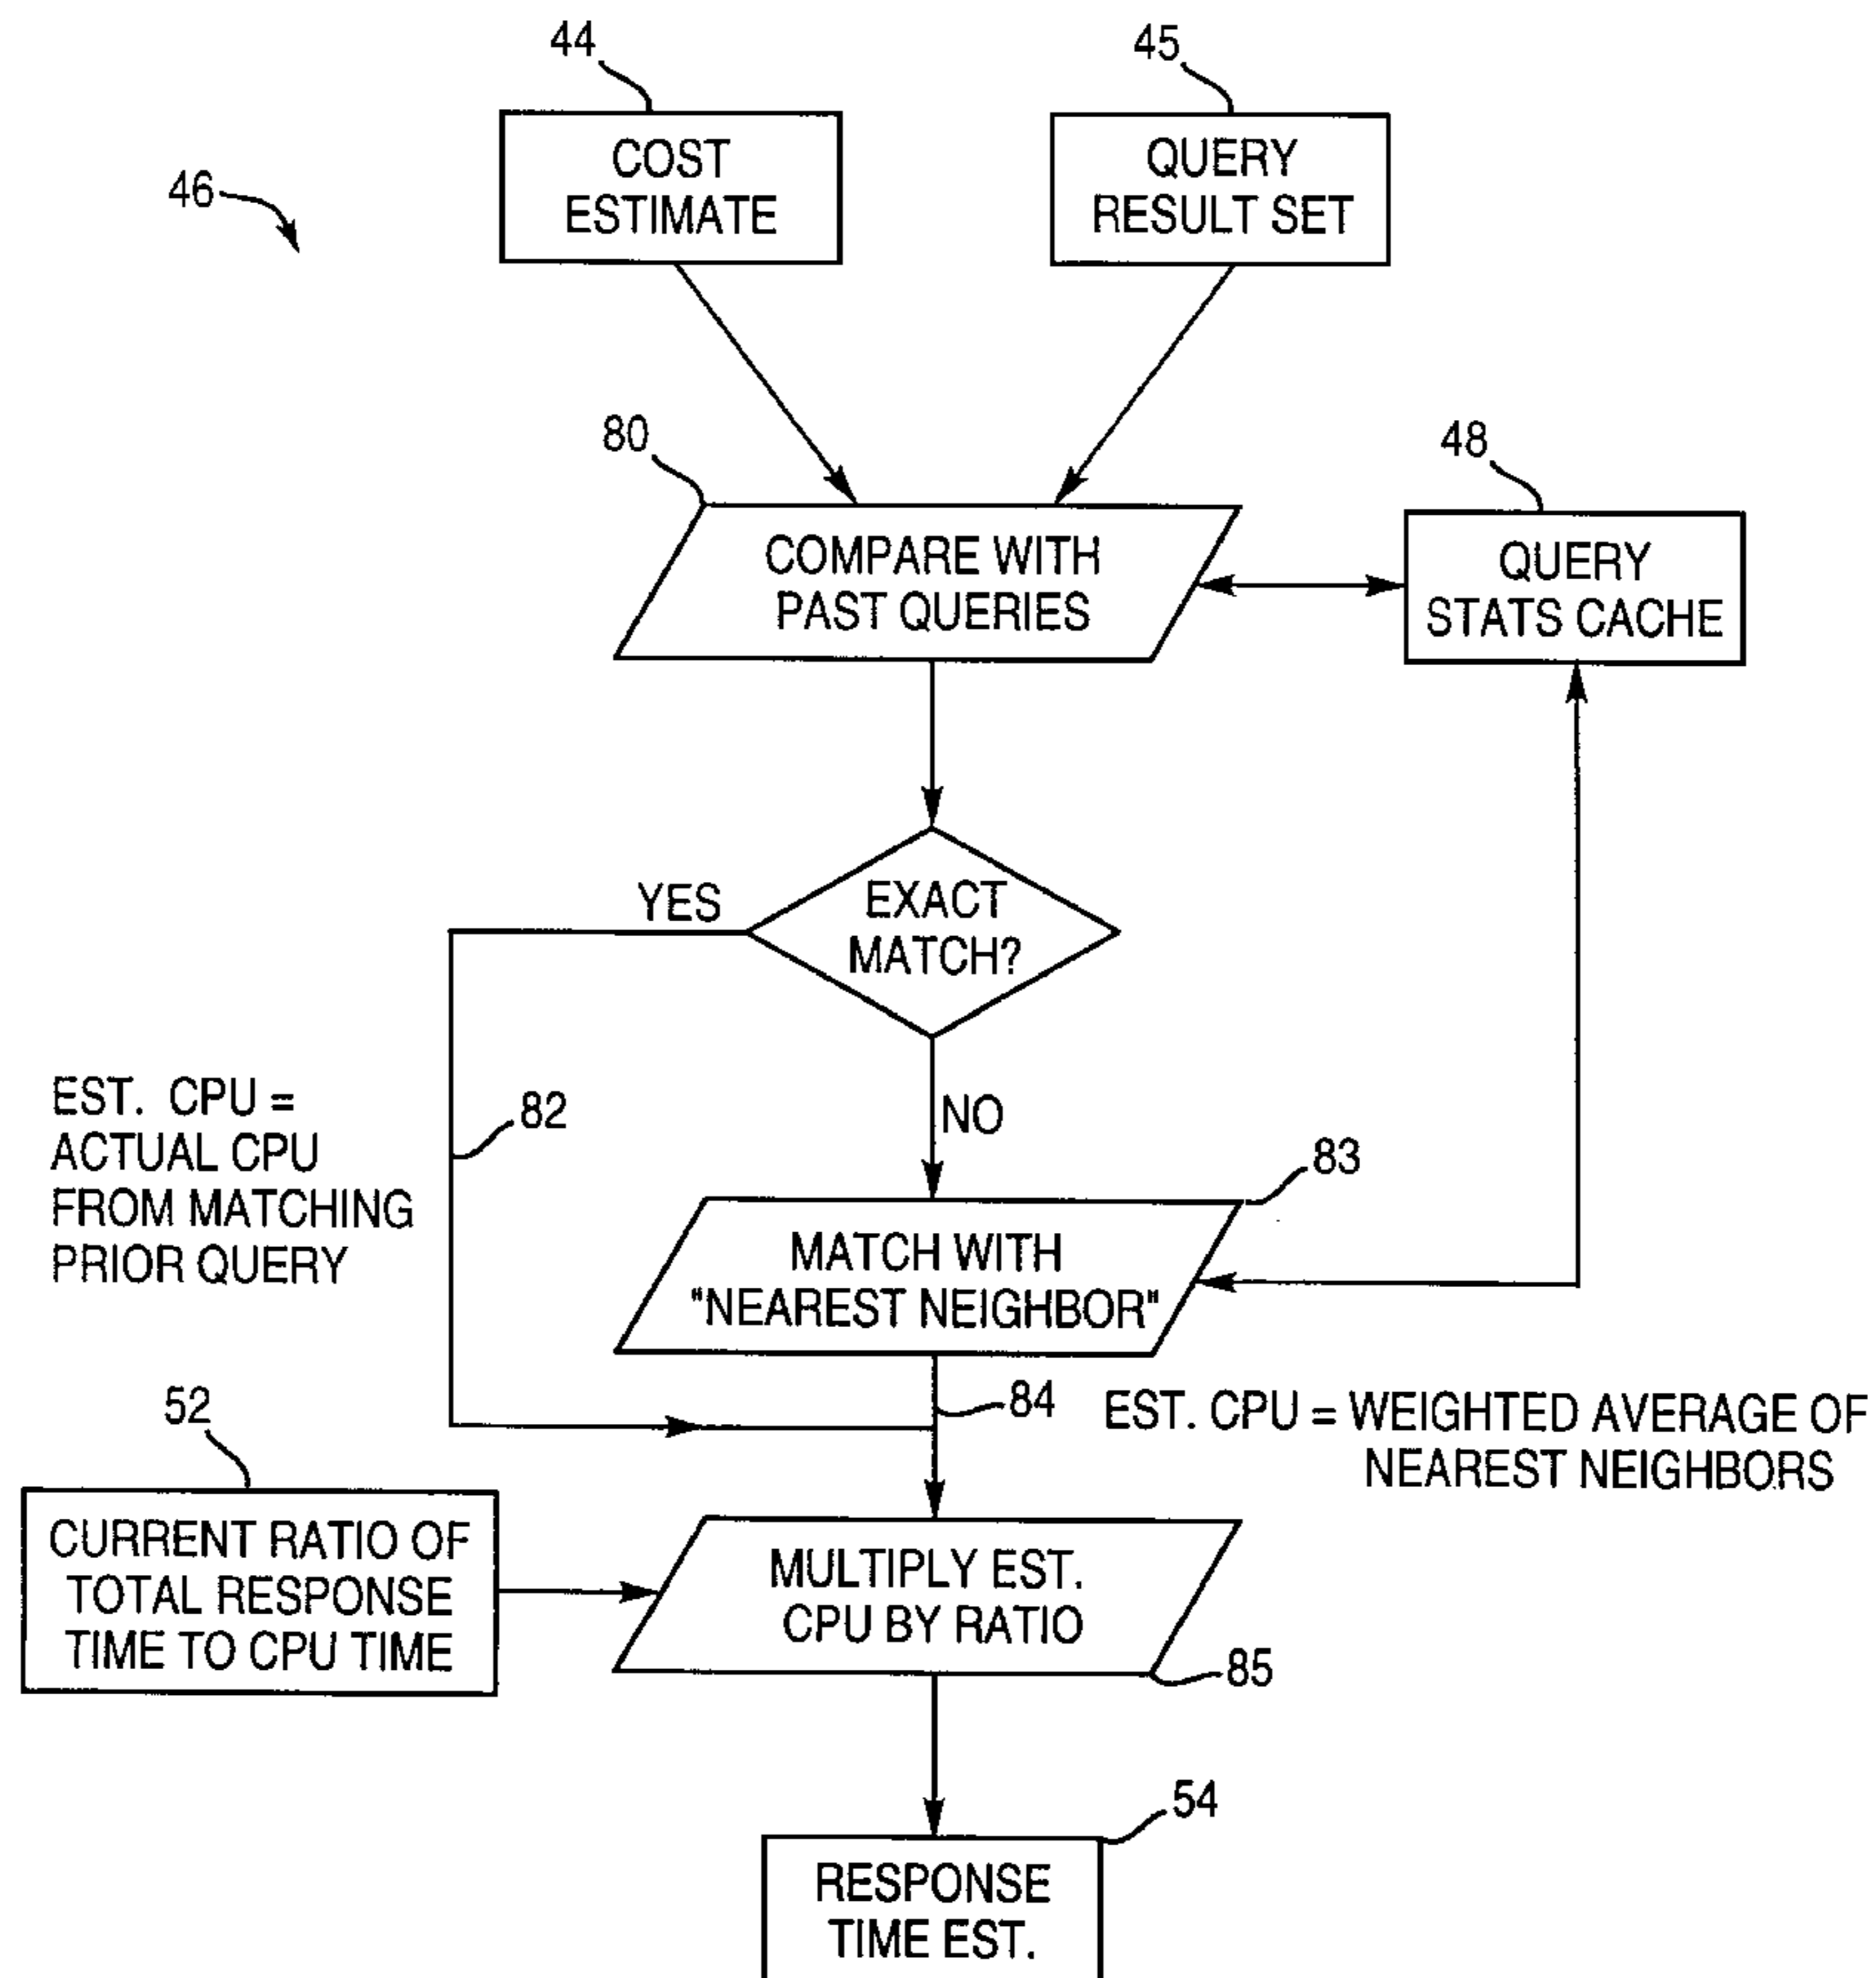 44
45
46
COST
ESTIMATE
QUERY
RESULT SET
80
48
COMPARE WITH
PAST QUERIES
QUERY
STATS CACHE
YES
EXACT
MATCH?
NO
EST. CPU =
ACTUAL CPU
FROM MATCHING
PRIOR QUERY
82
83
MATCH WITH
"NEAREST NEIGHBOR"
84
EST. CPU = WEIGHTED AVERAGE OF
NEAREST NEIGHBORS
52
CURRENT RATIO OF
TOTAL RESPONSE
TIME TO CPU TIME
MULTIPLY EST.
CPU BY RATIO
85
54
RESPONSE
TIME EST.